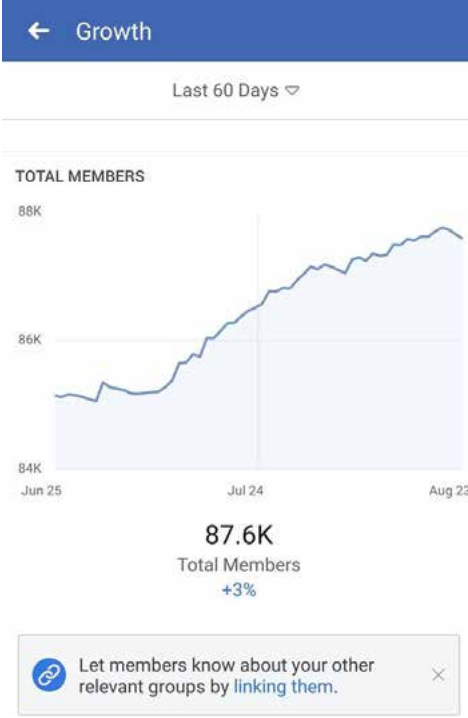 Growth
Last 60 Days
TOTAL MEMBERS
88K
86K
84K
Jun 25 Jul 24 Aug 23
87.6K
Total Members
+3%
Let members know about your other
relevant groups by linking them.